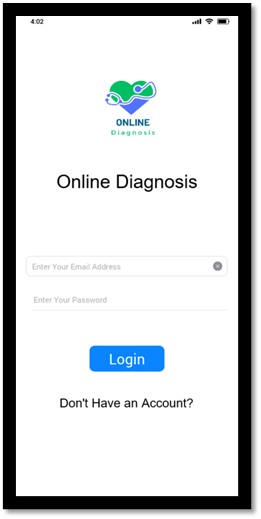 4:02
ONLINE
Diagnosis
Online Diagnosis
Enter Your Email Address
Enter Your Password
Login
Don't Have an Account?